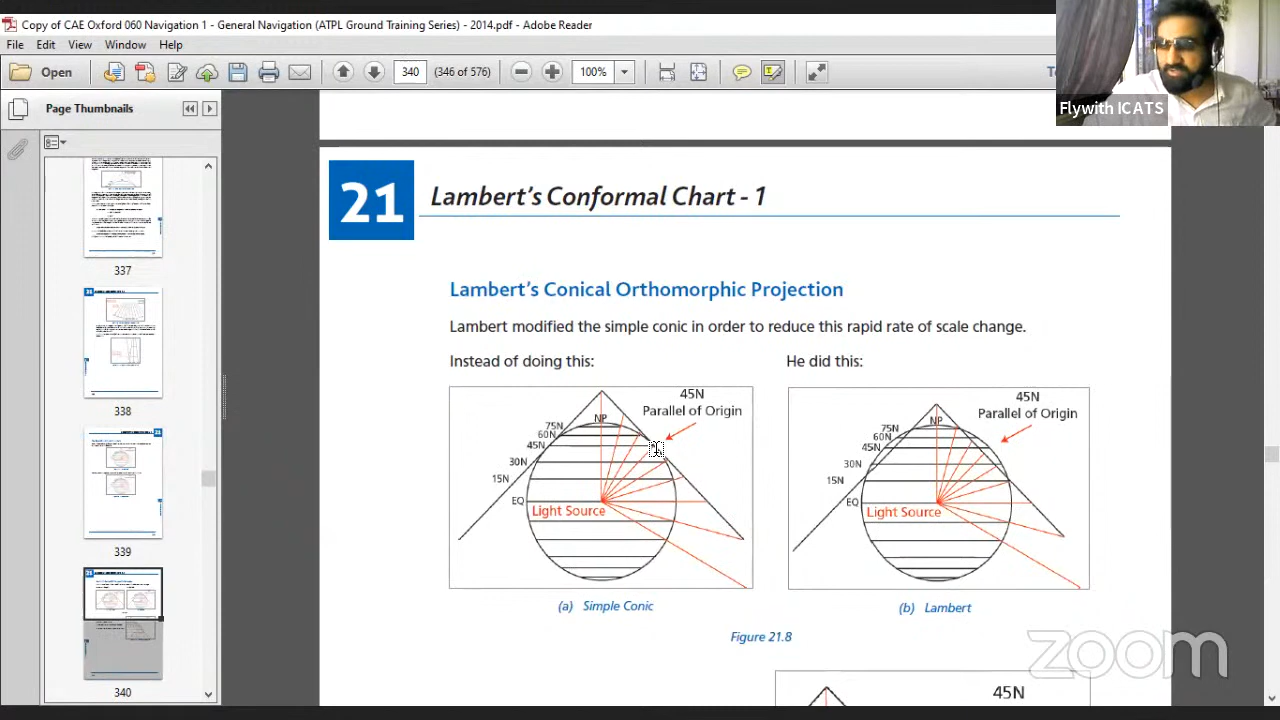 Copy of CAE Oxford 060 Navigation 1 - General Navigation (ATPL Ground Training Series) - 2014.pdf - Adobe Reader
File Edit View Window Help
Open 340 (346 of 576) 100%
Page Thumbnails
337
338
339
340
Flywith ICATS
21
Lambert's Conformal Chart - 1
Lambert's Conical Orthomorphic Projection
Lambert modified the simple conic in order to reduce this rapid rate of scale change.
Instead of doing this:
He did this:
45N
Parallel of Origin
NP
75N
60N
45N
30N
15N
EQ
Light Source
(a) Simple Conic
45N
Parallel of Origin
NP
75N
60N
45N
30N
15N
EQ
Light Source
(b) Lambert
Figure 21.8
45N
zoom